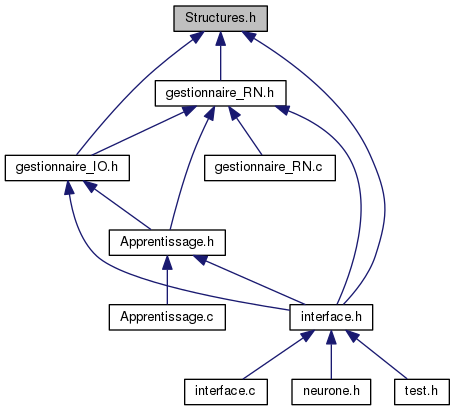 Structures.h
gestionnaire_RN.h
gestionnaire_IO.h
gestionnaire_RN.c
Apprentissage.h
Apprentissage.c
interface.h
interface.c
neurone.h
test.h